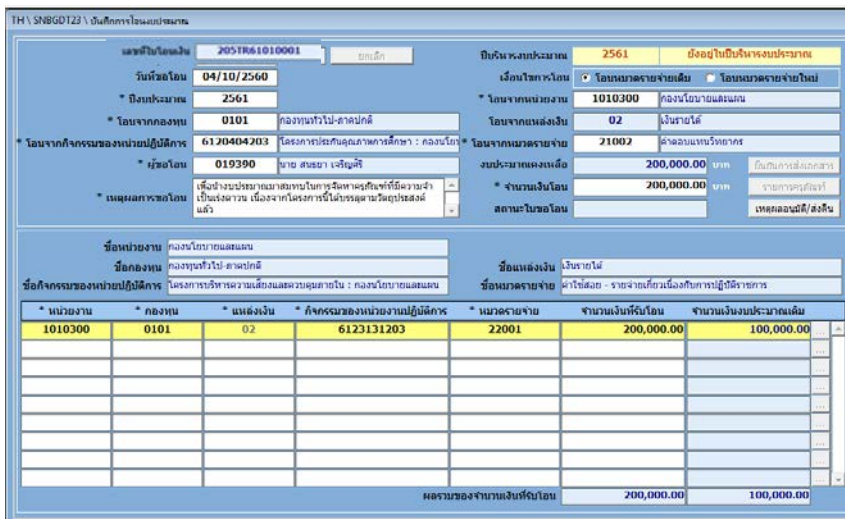 TH \ SNBGDT23 \ บันทึกการโอนงบประมาณ
เลขที่ใบโอนเงิน 205TR61010001 ยกเลิก ปีบริหารงบประมาณ 2561 ยังอยู่ในปีบริหารงบประมาณ
วันที่ขอโอน 04/10/2560 เงื่อนไขการโอน โอนหมวดรายจ่ายเดิม โอนหมวดรายจ่ายใหม่
* ปีงบประมาณ 2561 * โอนจากหน่วยงาน 1010300 กองนโยบายและแผน
* โอนจากกองทุน 0101 กองทุนทั่วไป-ภาคปกติ โอนจากแหล่งเงิน 02 เงินรายได้
* โอนจากกิจกรรมของหน่วยปฏิบัติการ 6120404203 โครงการประกันคุณภาพการศึกษา : กองนโยบ * โอนจากหมวดรายจ่าย 21002 ค่าตอบแทนวิทยากร
* ผู้ขอโอน 019390 นาย สนธยา เจริญศิริ งบประมาณคงเหลือ 200,000.00 บาท ยืนยันการส่งเอกสาร
* เหตุผลการขอโอน เพื่อนำงบประมาณมาสมทบในการจัดหาครุภัณฑ์ที่มีความจำ * จำนวนเงินโอน 200,000.00 บาท รายการครุภัณฑ์
เป็นเร่งด่วน เนื่องจากโครงการนี้ได้บรรลุตามวัตถุประสงค์
แล้ว สถานะใบขอโอน เหตุผลอนุมัติ/ส่งคืน
ชื่อหน่วยงาน กองนโยบายและแผน
ชื่อกองทุน กองทุนทั่วไป-ภาคปกติ ชื่อแหล่งเงิน เงินรายได้
ชื่อกิจกรรมของหน่วยปฏิบัติการ โครงการบริหารความเสี่ยงและควบคุมภายใน : กองนโยบายและแผน ชื่อหมวดรายจ่าย ค่าใช้สอย - รายจ่ายเกี่ยวเนื่องกับการปฏิบัติราชการ
* หน่วยงาน * กองทุน * แหล่งเงิน * กิจกรรมของหน่วยงานปฏิบัติการ * หมวดรายจ่าย จำนวนเงินที่รับโอน จำนวนเงินงบประมาณเดิม
1010300 0101 02 6123131203 22001 200,000.00 100,000.00 ...
...
...
...
...
...
...
...
ผลรวมของจำนวนเงินที่รับโอน 200,000.00 100,000.00